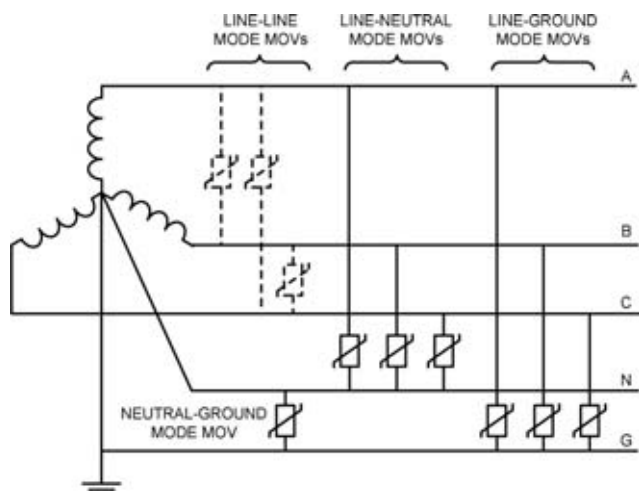 LINE-LINE
MODE MOVs
LINE-NEUTRAL
MODE MOVs
LINE-GROUND
MODE MOVs
A
B
C
N
NEUTRAL-GROUND
MODE MOV
G